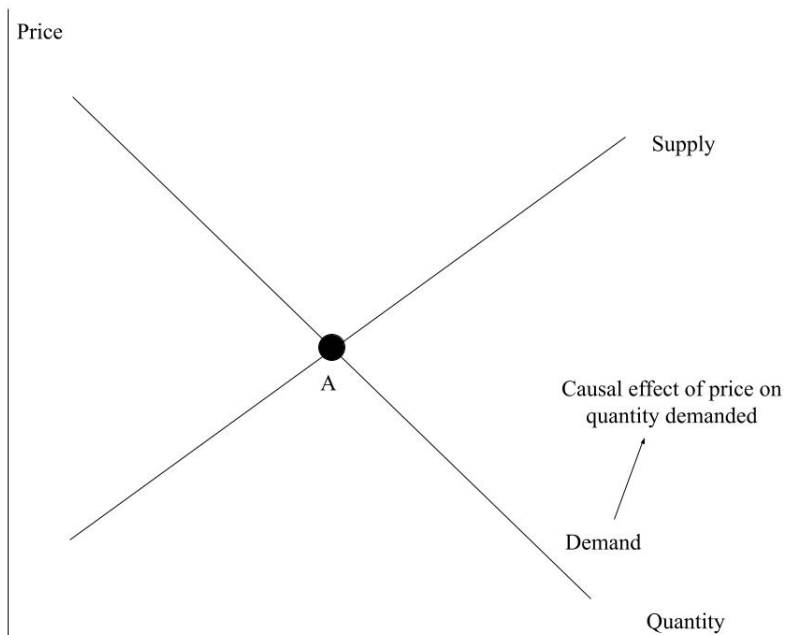 Price
Supply
A
Causal effect of price on
quantity demanded
Demand
Quantity